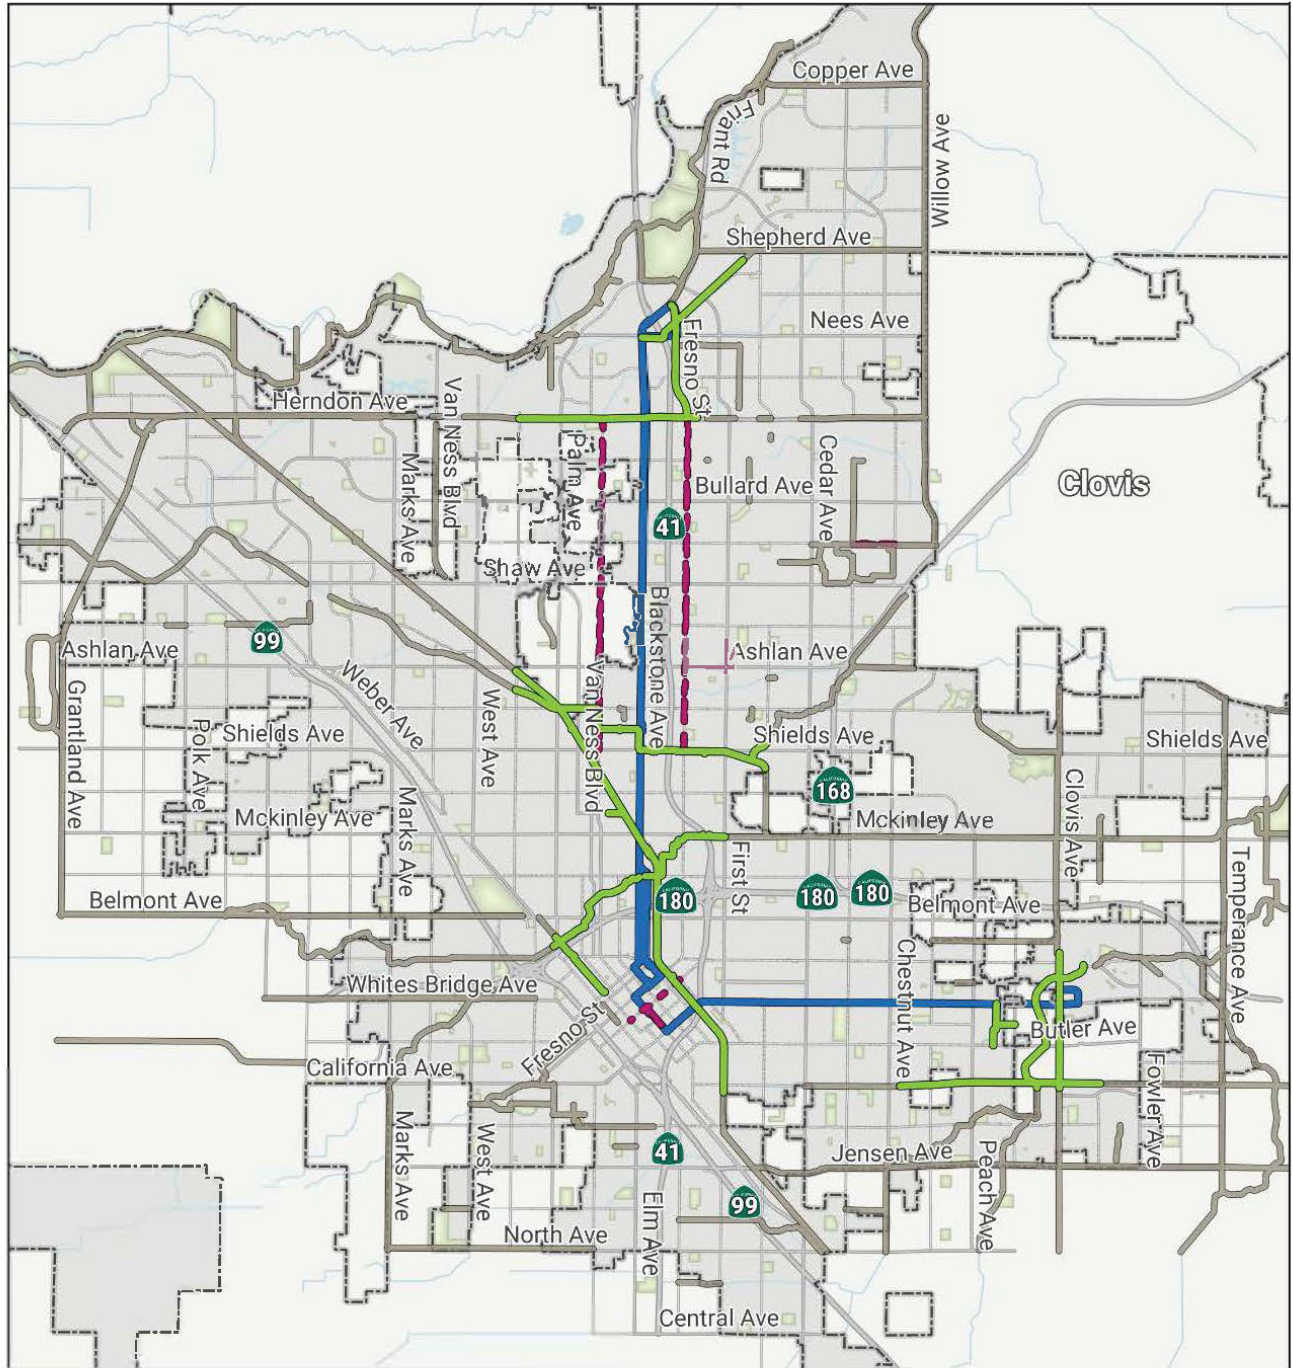 Copper Ave
Friant Rd
Willow Ave
Shepherd Ave
Nees Ave
Fresno St
Herndon Ave
Van Ness Blvd
Marks Ave
Palm Ave
Cedar Ave
Bullard Ave
Clovis
41
Shaw Ave
Blackstone Ave
99
Ashlan Ave
Ashlan Ave
Weber Ave
West Ave
Van Ness Blvd
Grantland Ave
Polk Ave
Shields Ave
Shields Ave
Shields Ave
168
Clovis Ave
Marks Ave
Mckinley Ave
Mckinley Ave
First St
Temperance Ave
180
180
180
Belmont Ave
Belmont Ave
Chestnut Ave
Whites Bridge Ave
Fresno St
Butler Ave
California Ave
Fowler Ave
Marks Ave
West Ave
41
Jensen Ave
Peach Ave
99
Elm Ave
North Ave
Central Ave